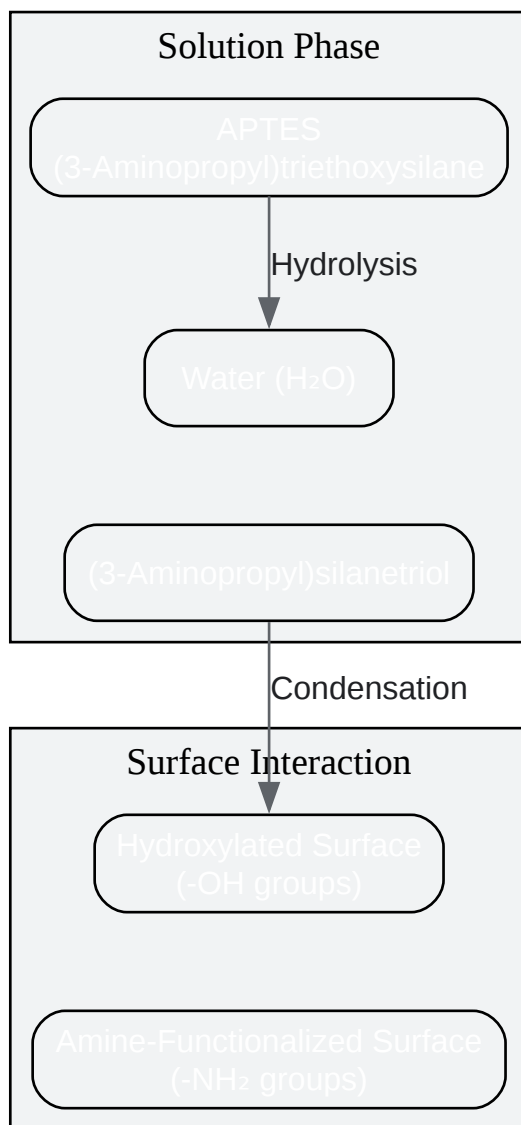 Solution Phase
APTES
(3-Aminopropyl)triethoxysilane
Hydrolysis
Water (H₂O)
(3-Aminopropyl)silanetriol
Condensation
Surface Interaction
Hydroxylated Surface
(-OH groups)
Amine-Functionalized Surface
(-NH₂ groups)